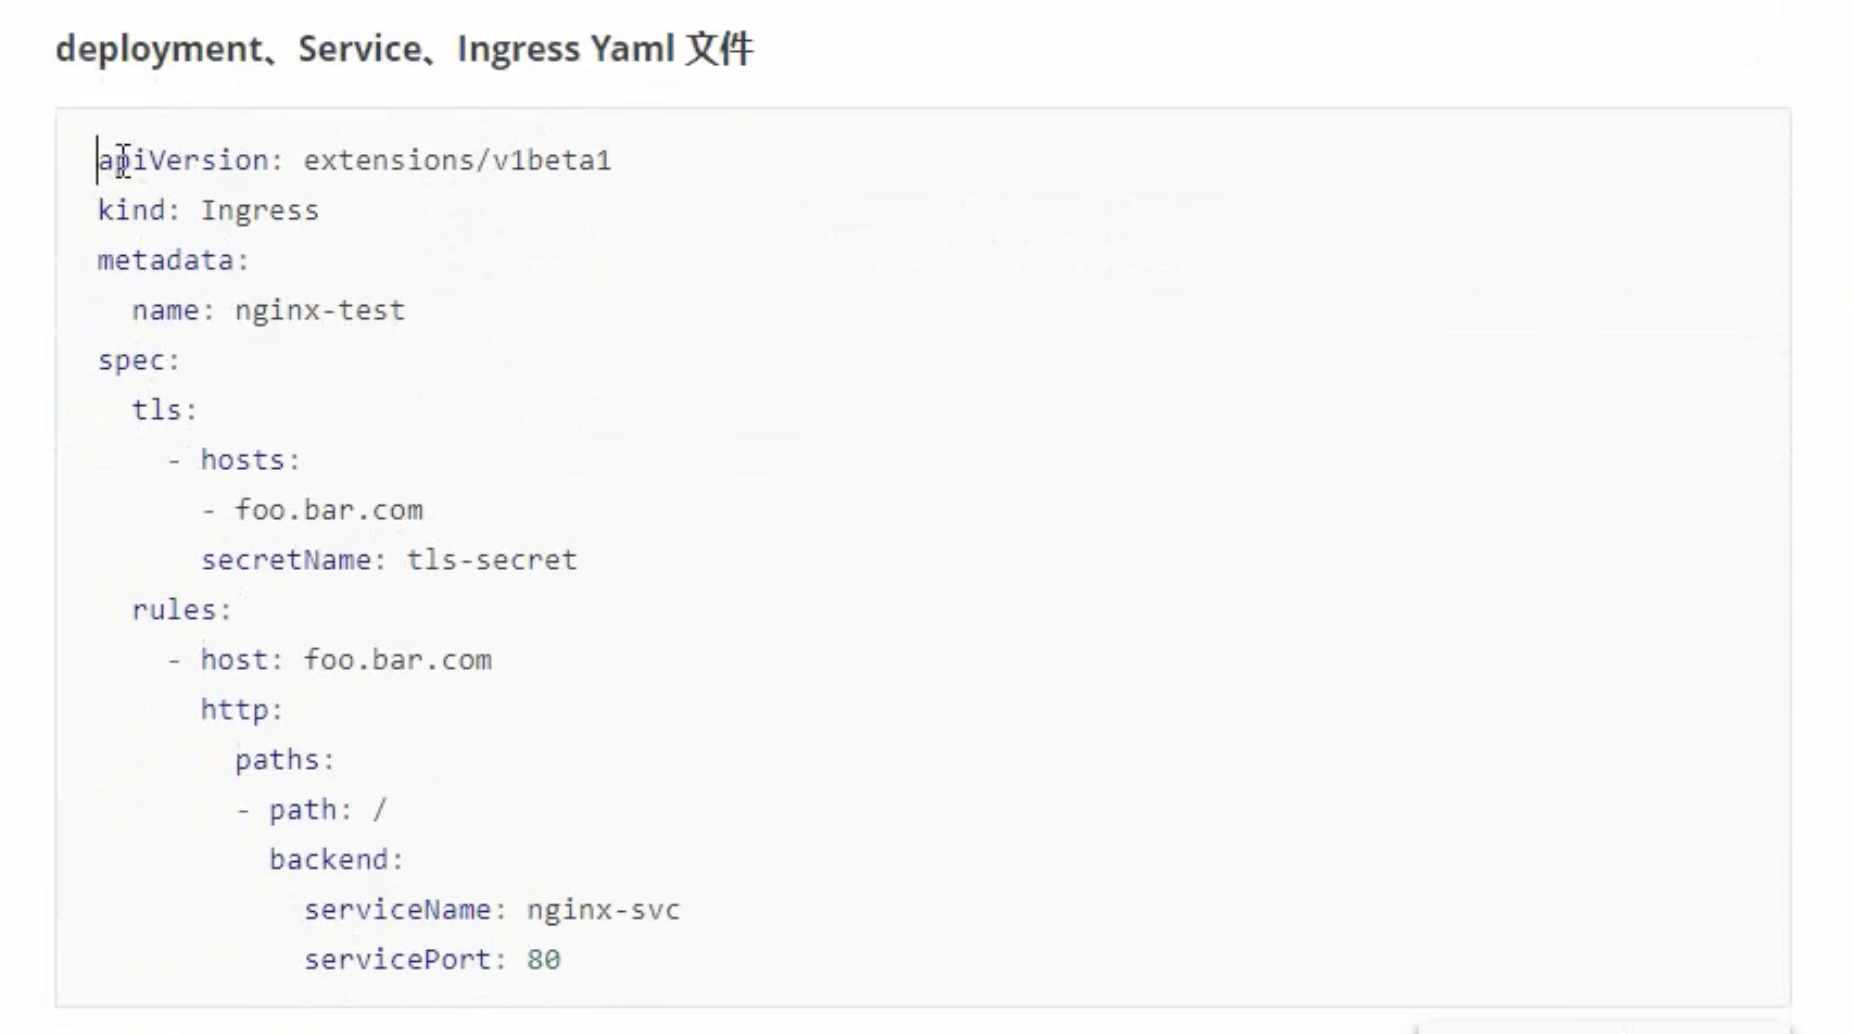 deployment、Service、Ingress Yaml 文件
apiVersion: extensions/v1beta1
kind: Ingress
metadata:
  name: nginx-test
spec:
  tls:
    - hosts:
      - foo.bar.com
      secretName: tls-secret
  rules:
    - host: foo.bar.com
      http:
        paths:
        - path: /
          backend:
            serviceName: nginx-svc
            servicePort: 80